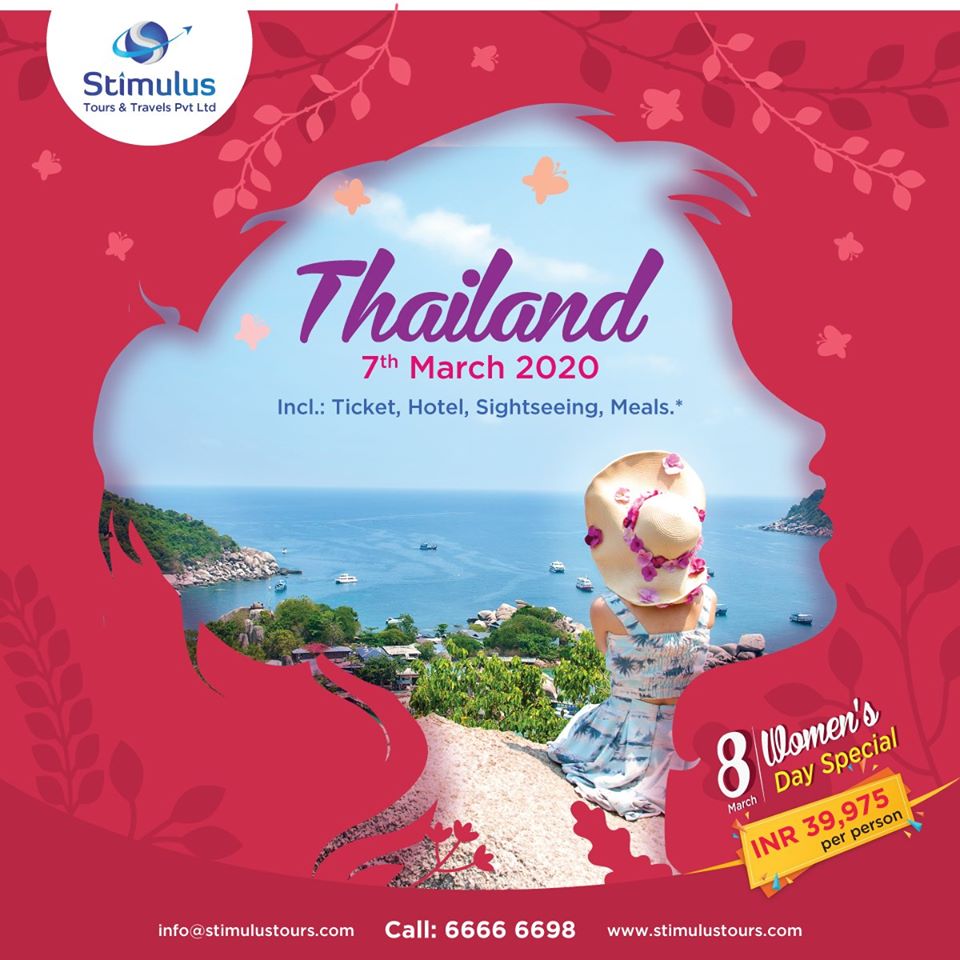 Stimulus
Tours & Travels Pvt Ltd
Thailand
7th March 2020
Incl.: Ticket, Hotel, Sightseeing, Meals.*
8
March
Women's
Day Special
INR 39,975
per person
info@stimulustours.com
Call: 6666 6698
www.stimulustours.com